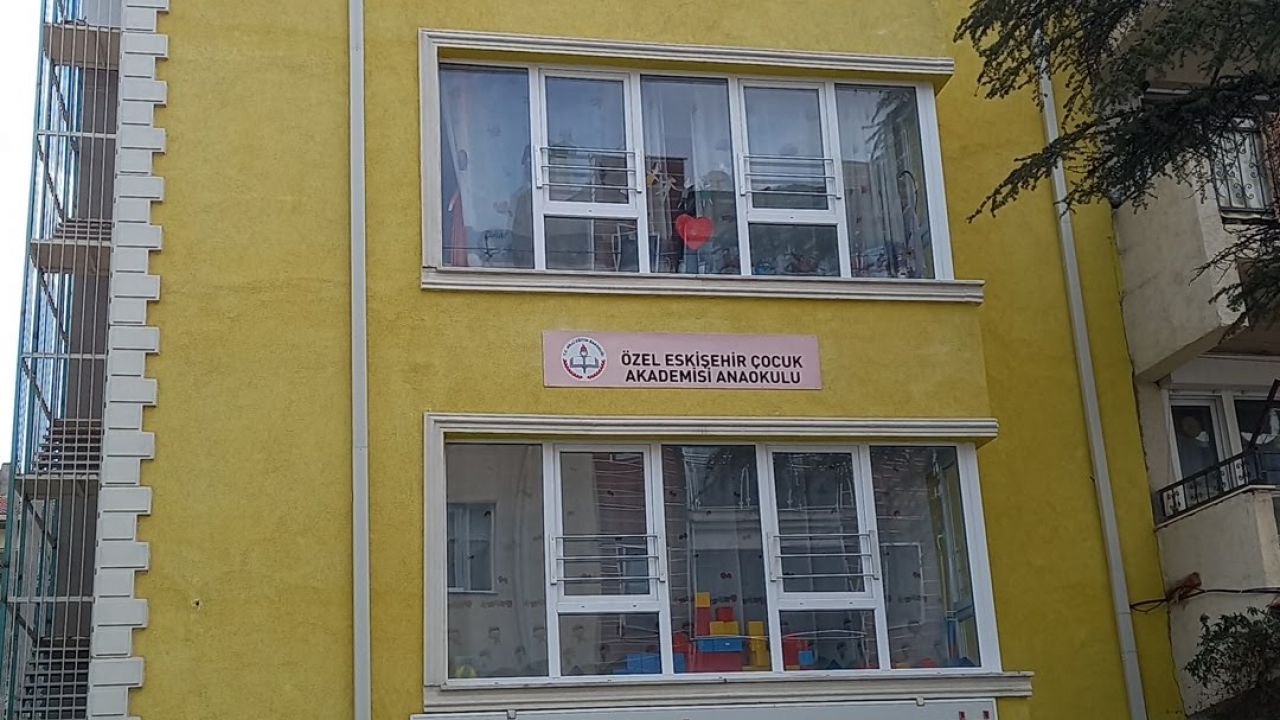 ÖZEL ESKİŞEHİR ÇOCUK
AKADEMİSİ ANAOKULU